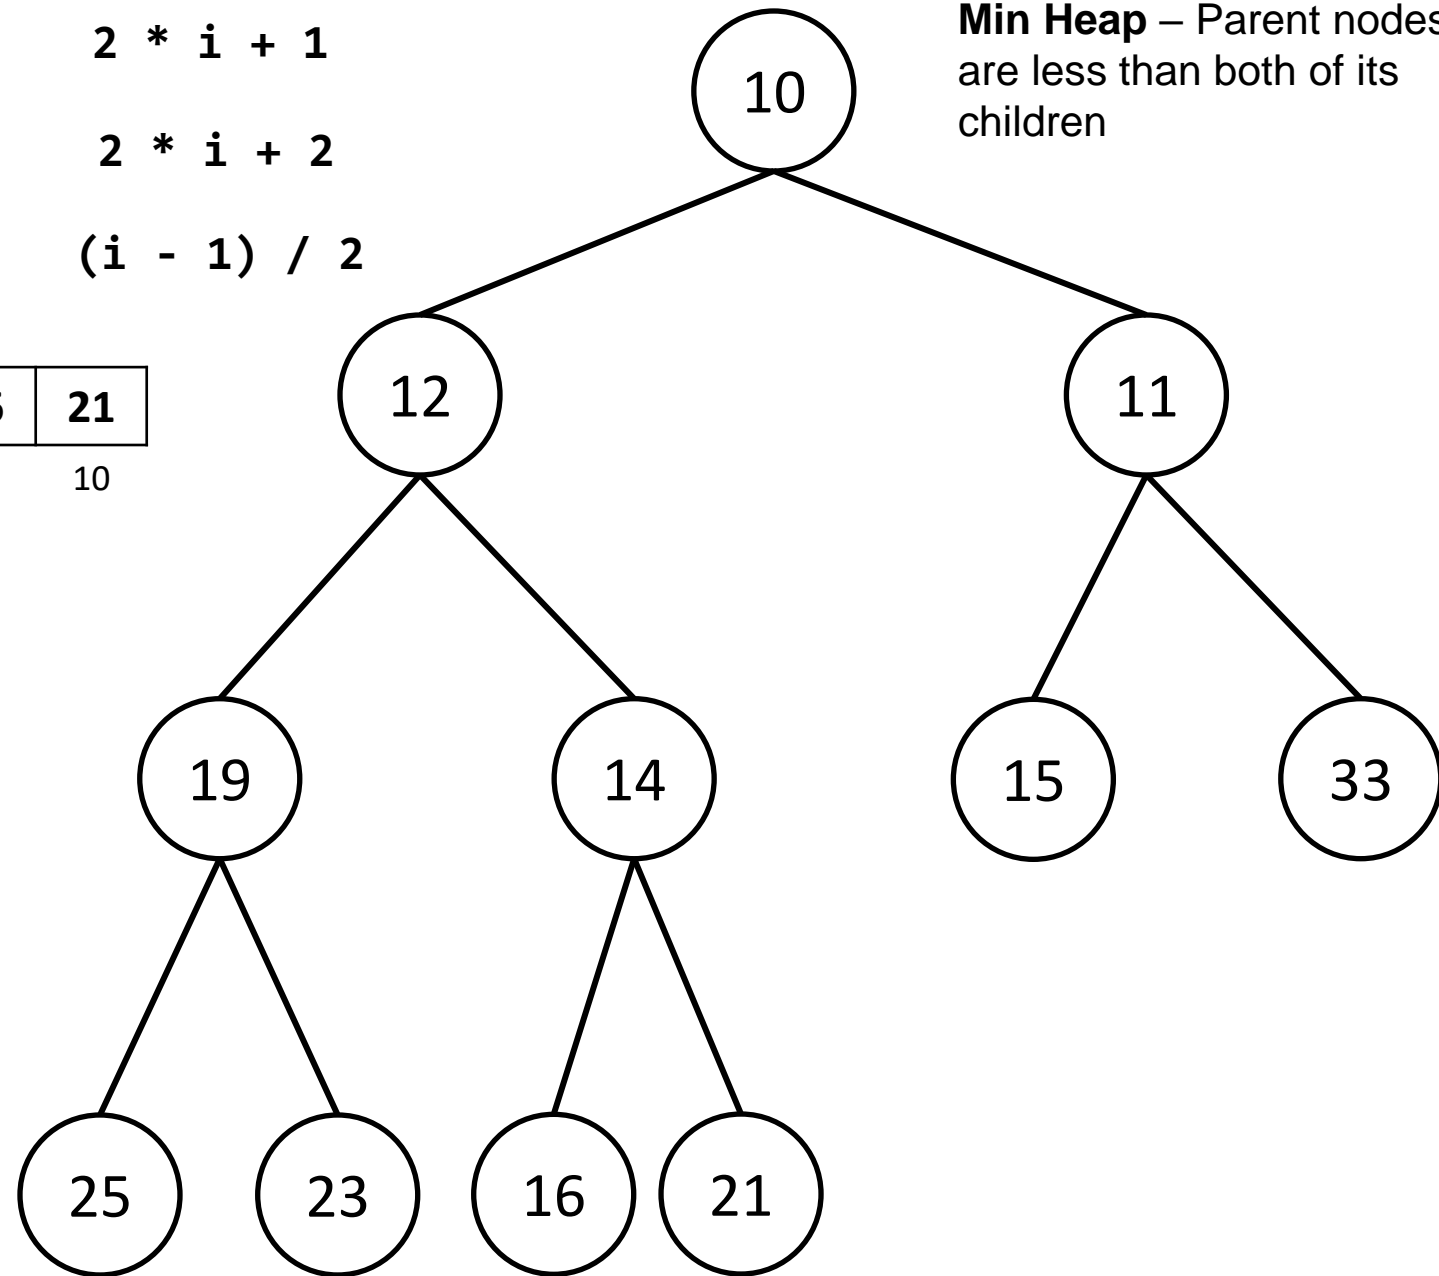 2 * i + 1
2 * i + 2
(i - 1) / 2
Min Heap – Parent nodes
are less than both of its
children
21
10
10
12
11
19
14
15
33
25
23
16
21